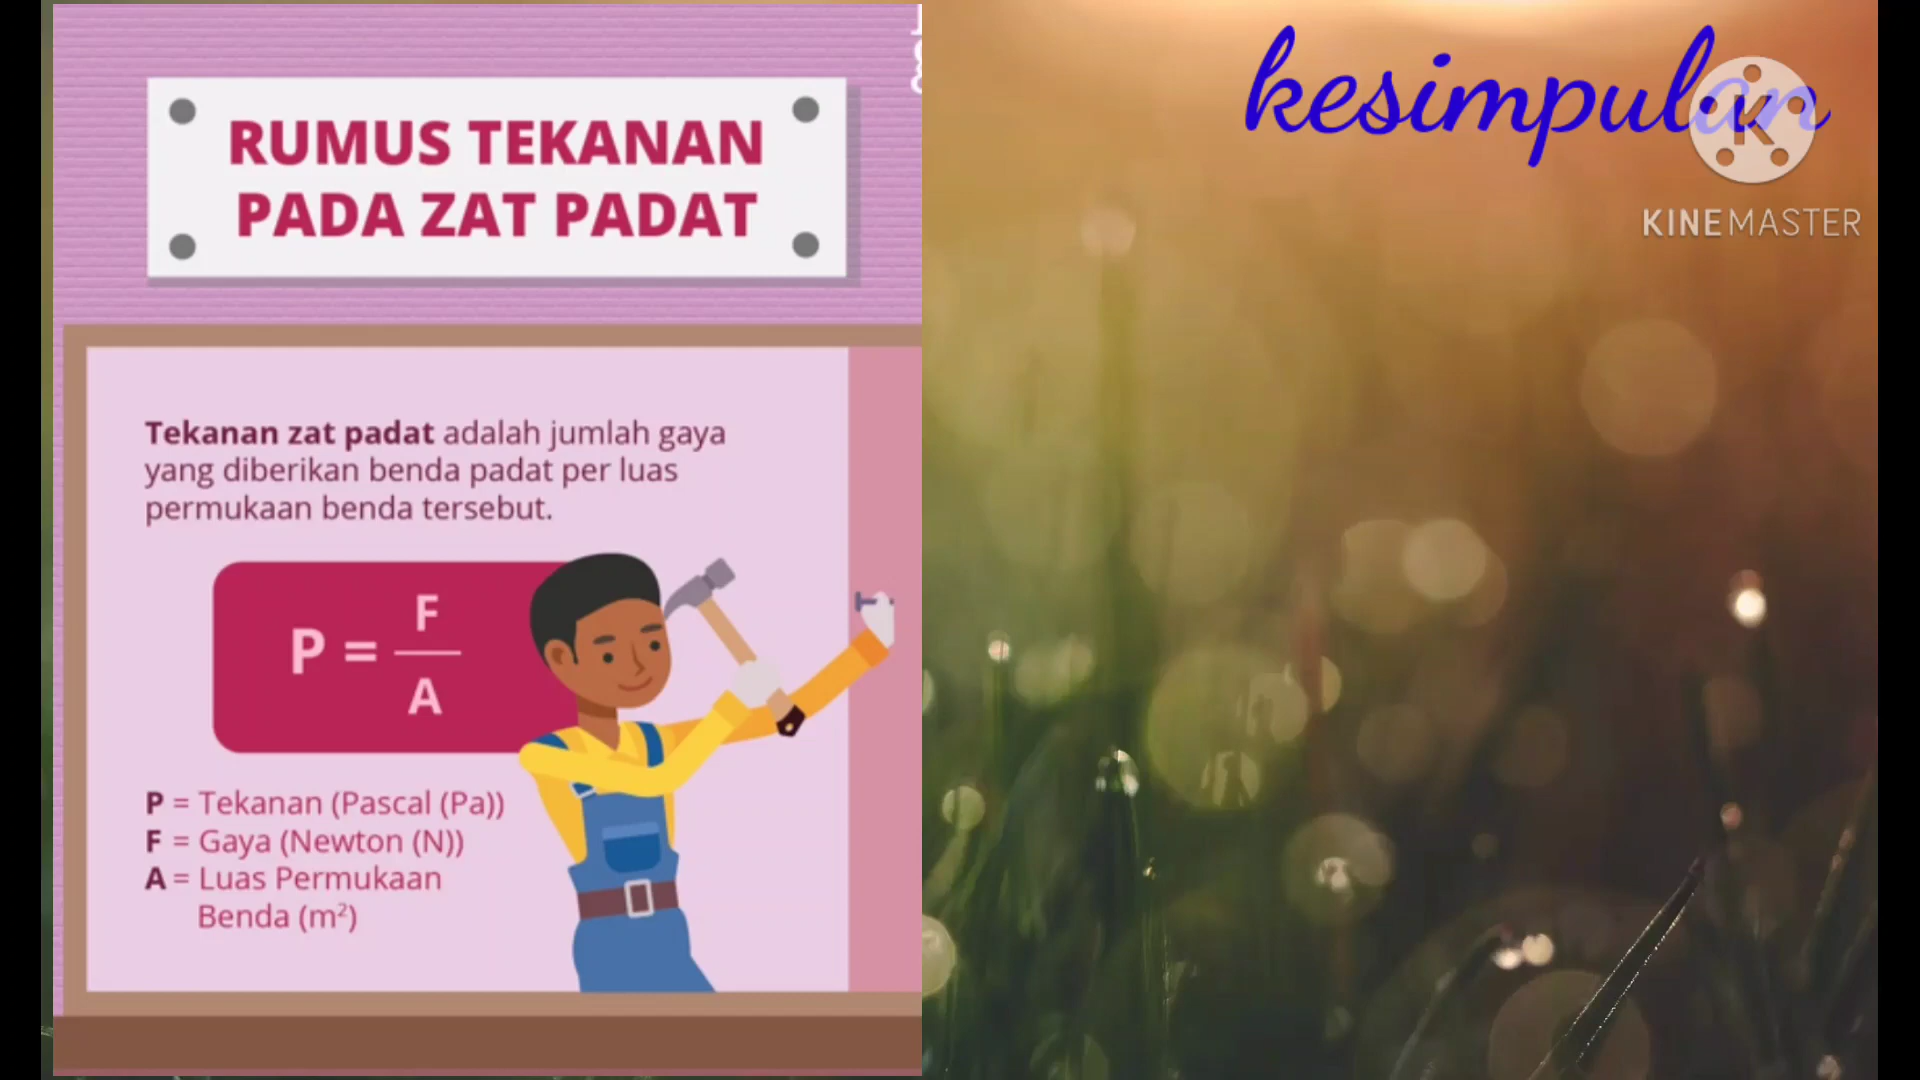 RUMUS TEKANAN
PADA ZAT PADAT
Tekanan zat padat adalah jumlah gaya
yang diberikan benda padat per luas
permukaan benda tersebut.
P = F
A
P = Tekanan (Pascal (Pa))
F = Gaya (Newton (N))
A = Luas Permukaan
Benda (m²)
kesimpulan
K
KINEMASTER